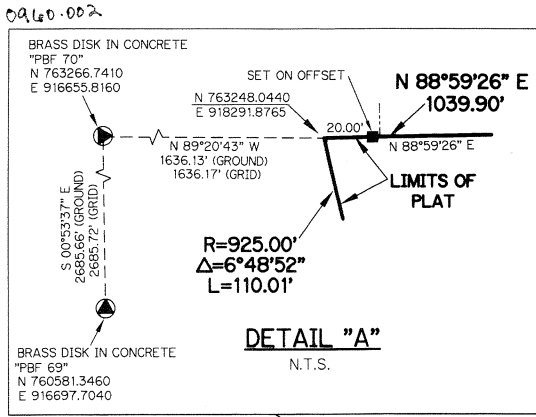 0960.002
BRASS DISK IN CONCRETE
"PBF 70"
N 763266.7410
E 916655.8160
SET ON OFFSET
N 88°59'26" E
1039.90'
N 763248.0440
E 918291.8765
20.00'
N 89°20'43" W
1636.13' (GROUND)
1636.17' (GRID)
N 88°59'26" E
LIMITS OF
PLAT
S 00°53'37" E
2685.66' (GROUND)
2685.72' (GRID)
R=925.00'
Δ=6°48'52"
L=110.01'
DETAIL "A"
N.T.S.
BRASS DISK IN CONCRETE
"PBF 69"
N 760581.3460
E 916697.7040